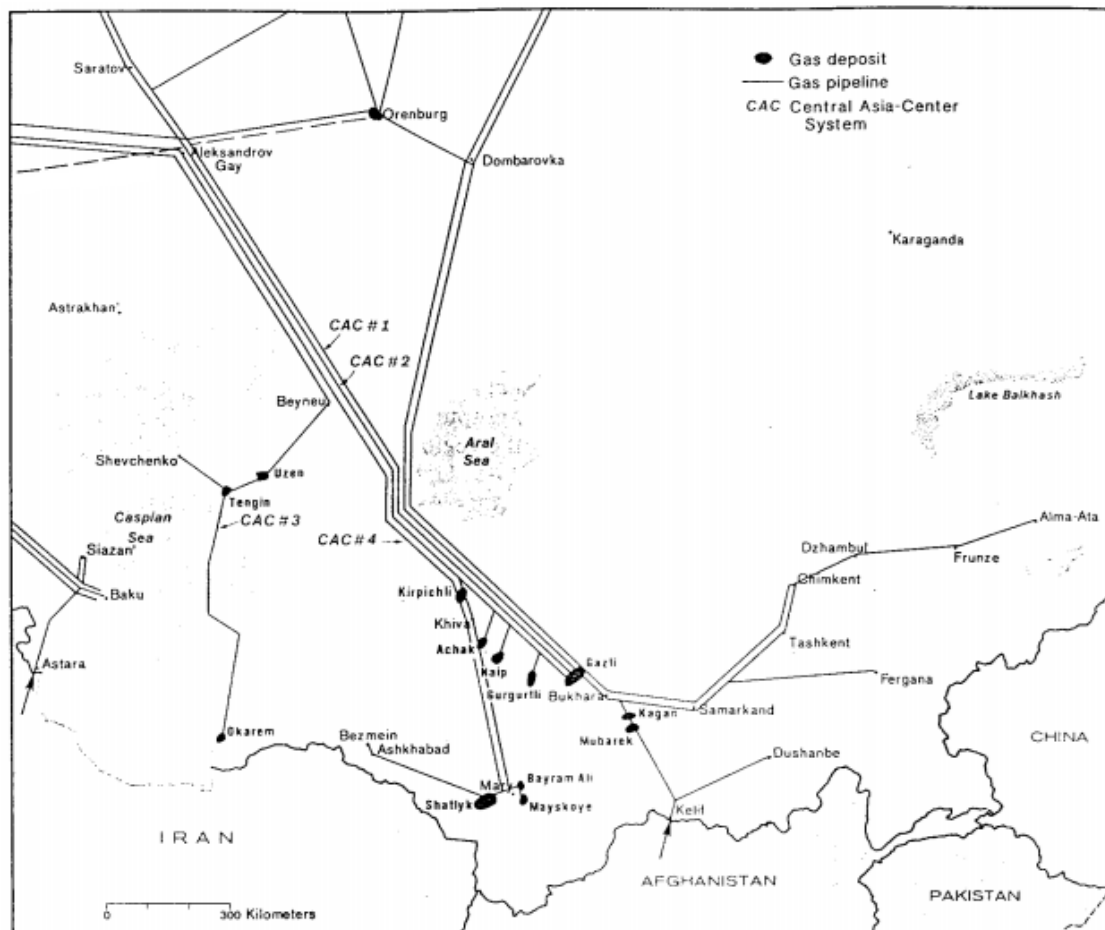 Gas deposit
Gas pipeline
CAC Central Asia-Center
System
Saratov
Orenburg
Aleksandrov
Gay
Dombarovka
Karaganda
Astrakhan'
CAC #1
CAC #2
Beyneu
Lake Balkhash
Aral
Sea
Shevchenko
Uzen
Tengin
CAC #3
Caspian
Sea
CAC #4
Alma-Ata
Siazan'
Dzhambul
Frunze
Baku
Kirpichli
Chimkent
Khiva
Achak
Tashkent
Astara
Naip
Gazli
Gurgurtli
Bukhara
Fergana
Kagan
Samarkand
Mubarek
Okarem
Bezmein
Ashkhabad
Dushanbe
CHINA
Mary
Bayram Ali
Shatlyk
Mayskoye
Kelif
IRAN
AFGHANISTAN
PAKISTAN
0 300 Kilometers